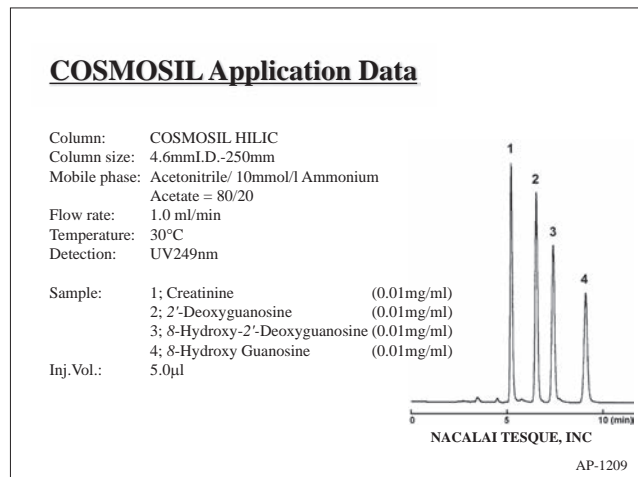 COSMOSIL Application Data
Column: COSMOSIL HILIC
Column size: 4.6mmI.D.-250mm
Mobile phase: Acetonitrile/ 10mmol/l Ammonium
Acetate = 80/20
Flow rate: 1.0 ml/min
Temperature: 30°C
Detection: UV249nm
Sample: 1; Creatinine (0.01mg/ml)
2; 2'-Deoxyguanosine (0.01mg/ml)
3; 8-Hydroxy-2'-Deoxyguanosine (0.01mg/ml)
4; 8-Hydroxy Guanosine (0.01mg/ml)
Inj.Vol.: 5.0µl
1
2
3
4
0 5 10 (min)
NACALAI TESQUE, INC
AP-1209